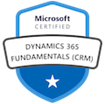 Microsoft
CERTIFIED
DYNAMICS 365
FUNDAMENTALS (CRM)